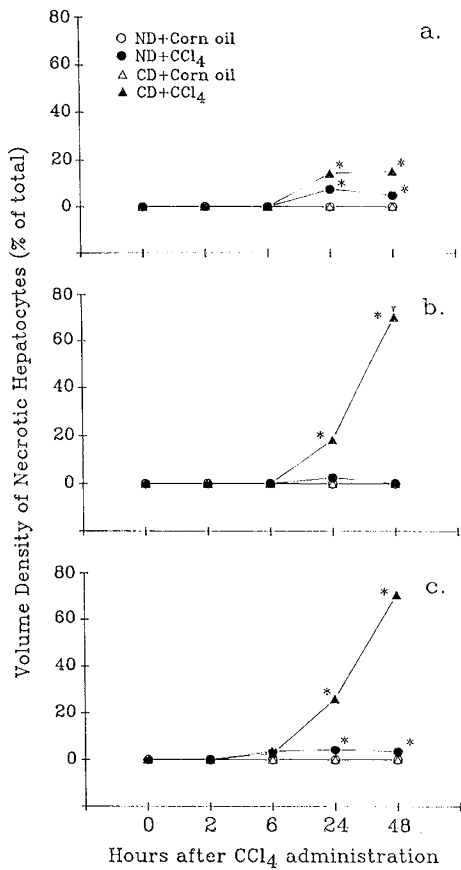 Volume Density of Necrotic Hepatocytes (% of total)
a.
○ ND+Corn oil
● ND+CCl4
△ CD+Corn oil
▲ CD+CCl4
80
60
40
20
0
*
*
*
*
b.
80
60
40
20
0
*
*
c.
80
60
40
20
0
*
*
*
*
0 2 6 24 48
Hours after CCl4 administration